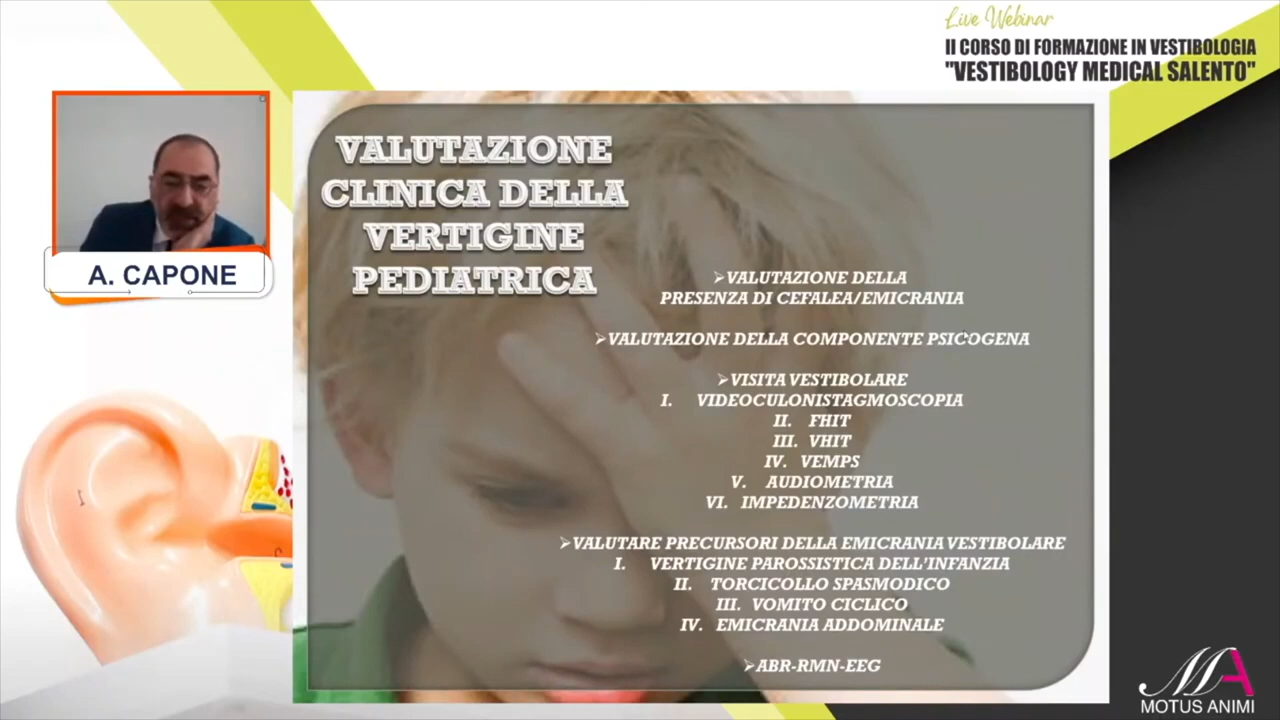 Live Webinar
II CORSO DI FORMAZIONE IN VESTIBOLOGIA
"VESTIBOLOGY MEDICAL SALENTO"
A. CAPONE
VALUTAZIONE
CLINICA DELLA
VERTIGINE
PEDIATRICA
➢VALUTAZIONE DELLA
PRESENZA DI CEFALEA/EMICRANIA
➢VALUTAZIONE DELLA COMPONENTE PSICOGENA
➢VISITA VESTIBOLARE
I. VIDEOCULONISTAGMOSCOPIA
II. FHIT
III. VHIT
IV. VEMPS
V. AUDIOMETRIA
VI. IMPEDENZOMETRIA
➢VALUTARE PRECURSORI DELLA EMICRANIA VESTIBOLARE
I. VERTIGINE PAROSSISTICA DELL'INFANZIA
II. TORCICOLLO SPASMODICO
III. VOMITO CICLICO
IV. EMICRANIA ADDOMINALE
➢ABR-RMN-EEG
MA
MOTUS ANIMI